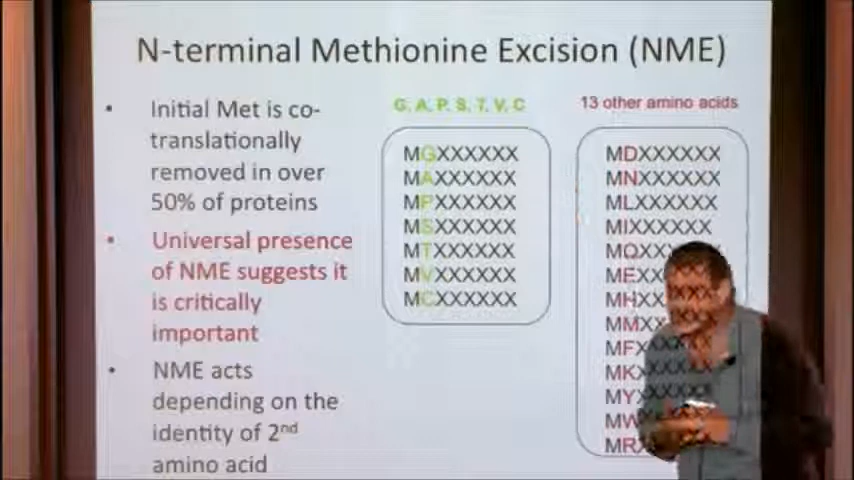 N-terminal Methionine Excision (NME)
• Initial Met is co-
translationally
removed in over
50% of proteins
• Universal presence
of NME suggests it
is critically
important
• NME acts
depending on the
identity of 2nd
amino acid
G, A, P, S, T, V, C
MGXXXXXX
MAXXXXXX
MPXXXXXX
MSXXXXXX
MTXXXXXX
MVXXXXXX
MCXXXXXX
13 other amino acids
MDXXXXXX
MNXXXXXX
MLXXXXXX
MIXXXXXX
MQXXXXXX
MEXXXXXX
MHXXXXXX
MMXXXXXX
MFXXXXXX
MKXXXXXX
MYXXXXXX
MWXXXXXX